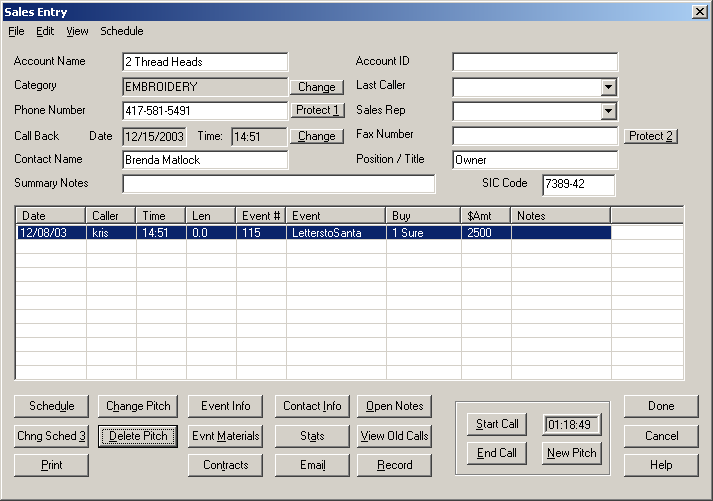 Sales Entry
File Edit View Schedule
Account Name 2 Thread Heads Account ID
Category EMBROIDERY Change Last Caller
Phone Number 417-581-5491 Protect 1 Sales Rep
Call Back Date 12/15/2003 Time: 14:51 Change Fax Number Protect 2
Contact Name Brenda Matlock Position / Title Owner
Summary Notes SIC Code 7389-42
Date Caller Time Len Event # Event Buy $Amt Notes
12/08/03 kris 14:51 0.0 115 LetterstoSanta 1 Sure 2500
Schedule Change Pitch Event Info Contact Info Open Notes Done
Start Call 01:18:49
Chng Sched 3 Delete Pitch Evnt Materials Stats View Old Calls Cancel
End Call New Pitch
Print Contracts Email Record Help